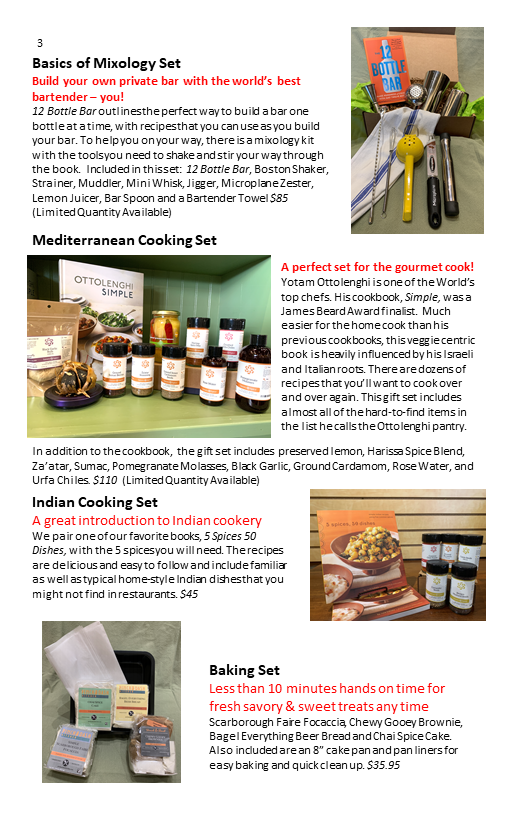 3
Basics of Mixology Set
Build your own private bar with the world's best
bartender – you!
12 Bottle Bar outlines the perfect way to build a bar one
bottle at a time, with recipes that you can use as you build
your bar. To help you on your way, there is a mixology kit
with the tools you need to shake and stir your way through
the book. Included in this set: 12 Bottle Bar, Boston Shaker,
Strainer, Muddler, Mini Whisk, Jigger, Microplane Zester,
Lemon Juicer, Bar Spoon and a Bartender Towel $85
(Limited Quantity Available)
12
BOTTLE
BAR
Mediterranean Cooking Set
OTTOLENGHI
SIMPLE
A perfect set for the gourmet cook!
Yotam Ottolenghi is one of the World's
top chefs. His cookbook, Simple, was a
James Beard Award finalist. Much
easier for the home cook than his
previous cookbooks, this veggie centric
book is heavily influenced by his Israeli
and Italian roots. There are dozens of
recipes that you'll want to cook over
and over again. This gift set includes
almost all of the hard-to-find items in
the list he calls the Ottolenghi pantry.
In addition to the cookbook, the gift set includes preserved lemon, Harissa Spice Blend,
Za'atar, Sumac, Pomegranate Molasses, Black Garlic, Ground Cardamom, Rose Water, and
Urfa Chiles. $110 (Limited Quantity Available)
Indian Cooking Set
A great introduction to Indian cookery
We pair one of our favorite books, 5 Spices 50
Dishes, with the 5 spices you will need. The recipes
are delicious and easy to follow and include familiar
as well as typical home-style Indian dishes that you
might not find in restaurants. $45
5 spices, 50 dishes
Baking Set
Less than 10 minutes hands on time for
fresh savory & sweet treats any time
Scarborough Faire Focaccia, Chewy Gooey Brownie,
Bagel Everything Beer Bread and Chai Spice Cake.
Also included are an 8" cake pan and pan liners for
easy baking and quick clean up. $35.95